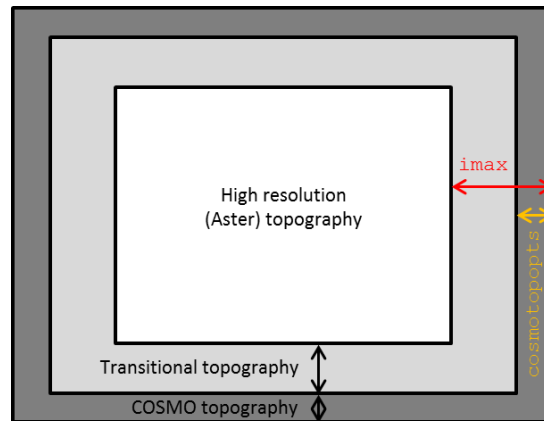 imax
High resolution
(Aster) topography
cosmotopopts
Transitional topography
COSMO topography